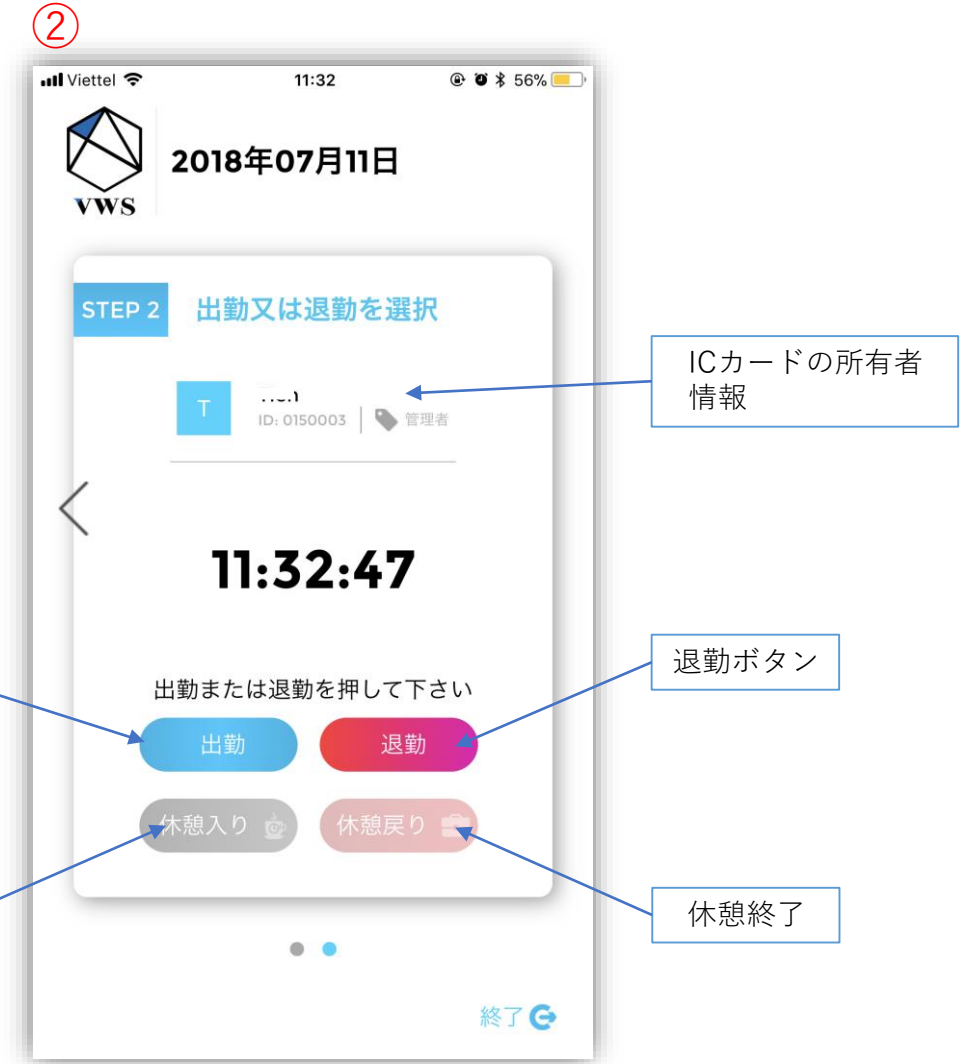 ②
Viettel 11:32 56%
2018年07月11日
VWS
STEP 2 出勤又は退勤を選択
ICカードの所有者
情報
T
ID: 0150003 管理者
11:32:47
退勤ボタン
出勤または退勤を押して下さい
出勤 退勤
休憩入り 休憩戻り
休憩終了
終了